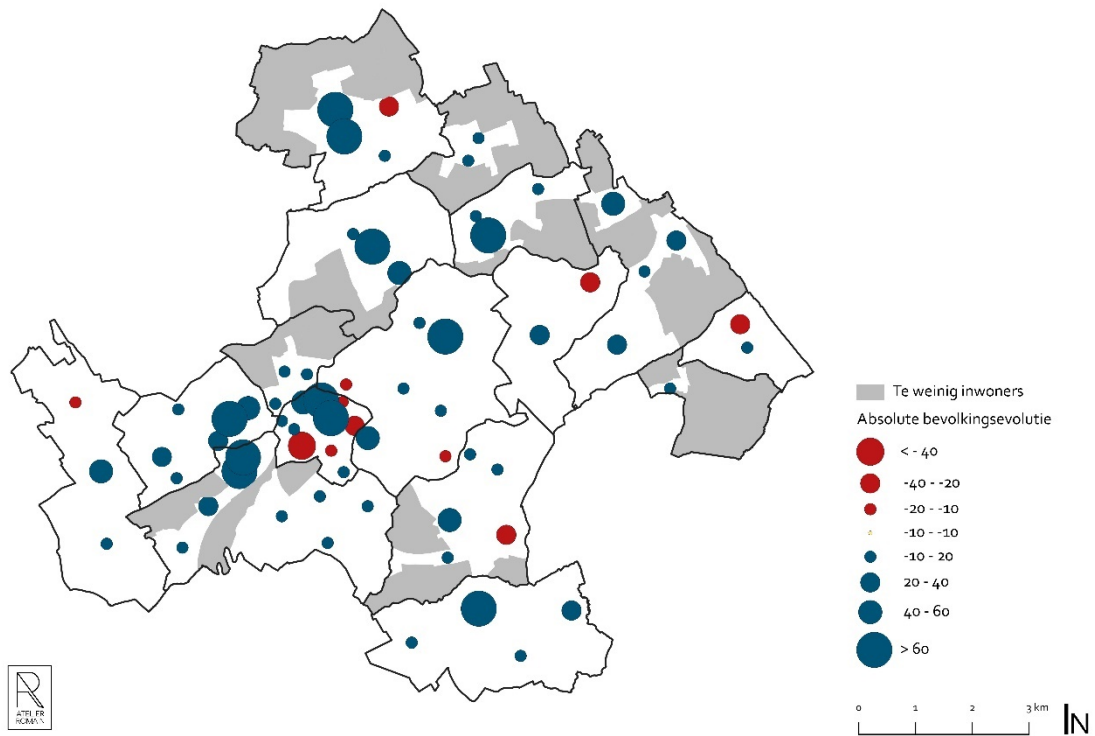 Te weinig inwoners
Absolute bevolkingsevolutie
< - 40
-40 - -20
-20 - -10
-10 - -10
-10 - 20
20 - 40
40 - 60
> 60
0 1 2 3 km
N
R
ATELIER
ROMAIN